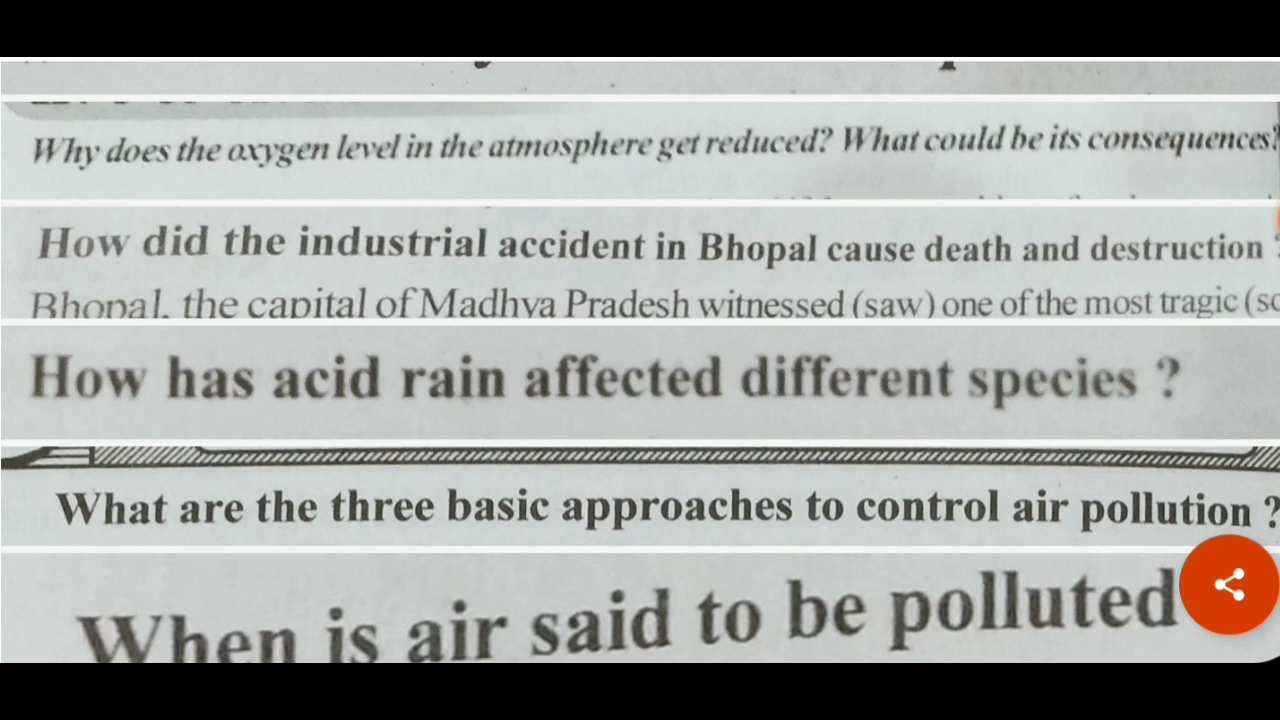 Why does the oxygen level in the atmosphere get reduced? What could be its consequences?
How did the industrial accident in Bhopal cause death and destruction ?
Bhopal, the capital of Madhya Pradesh witnessed (saw) one of the most tragic
How has acid rain affected different species ?
What are the three basic approaches to control air pollution ?
When is air said to be polluted